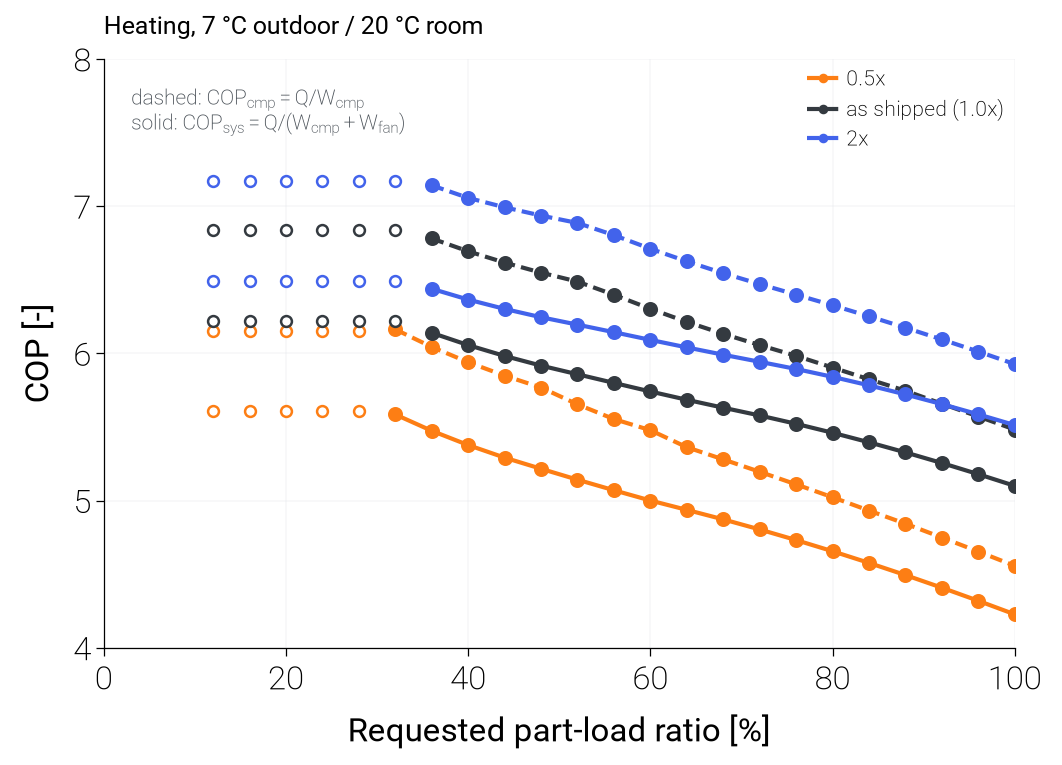 Heating, 7 °C outdoor / 20 °C room
8
dashed: COPcmp = Q/Wcmp
solid: COPsys = Q/(Wcmp + Wfan)
0.5x
as shipped (1.0x)
2x
7
6
5
4
COP [-]
0
20
40
60
80
100
Requested part-load ratio [%]